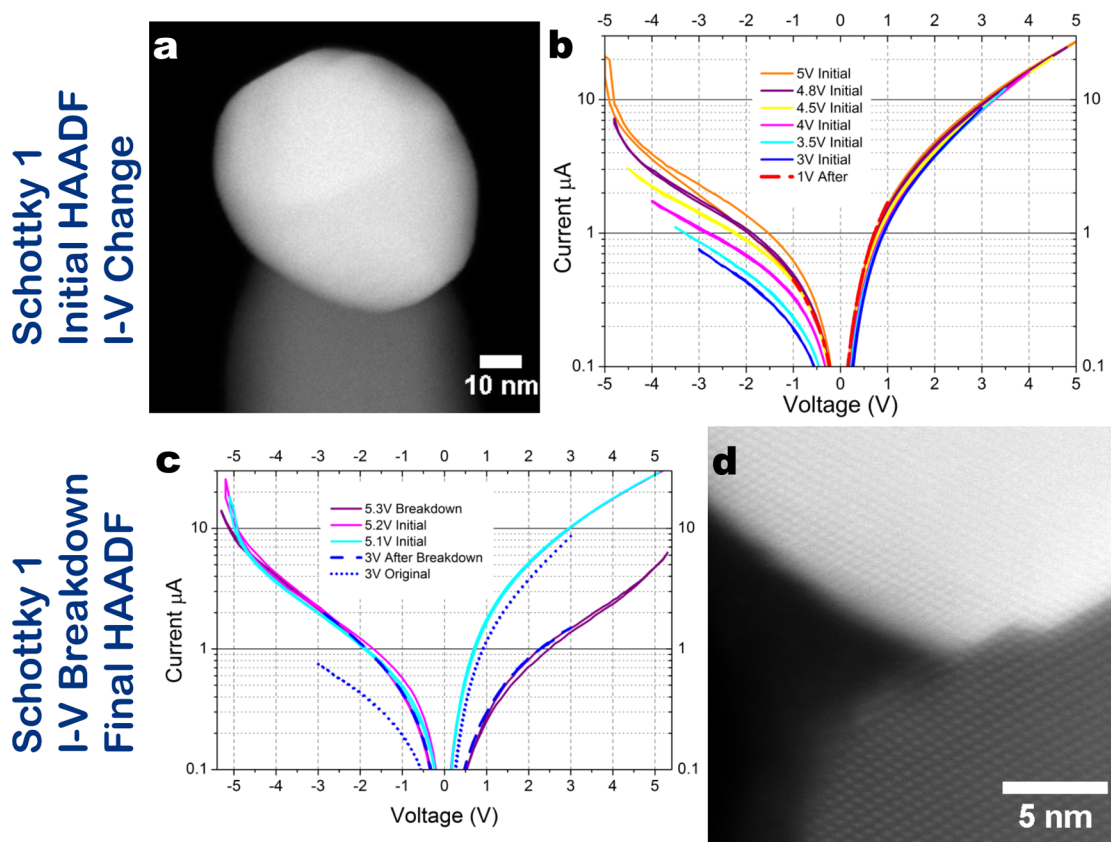 Schottky 1
Initial HAADF
I-V Change
a
10 nm
b
-5 -4 -3 -2 -1 0 1 2 3 4 5
5V Initial
4.8V Initial
4.5V Initial
4V Initial
3.5V Initial
3V Initial
1V After
10 10
1 1
0.1 0.1
Current µA
-5 -4 -3 -2 -1 0 1 2 3 4 5
Voltage (V)
Schottky 1
I-V Breakdown
Final HAADF
c
-5 -4 -3 -2 -1 0 1 2 3 4 5
5.3V Breakdown
5.2V Initial
5.1V Initial
3V After Breakdown
3V Original
10 10
1 1
0.1 0.1
Current µA
-5 -4 -3 -2 -1 0 1 2 3 4 5
Voltage (V)
d
5 nm